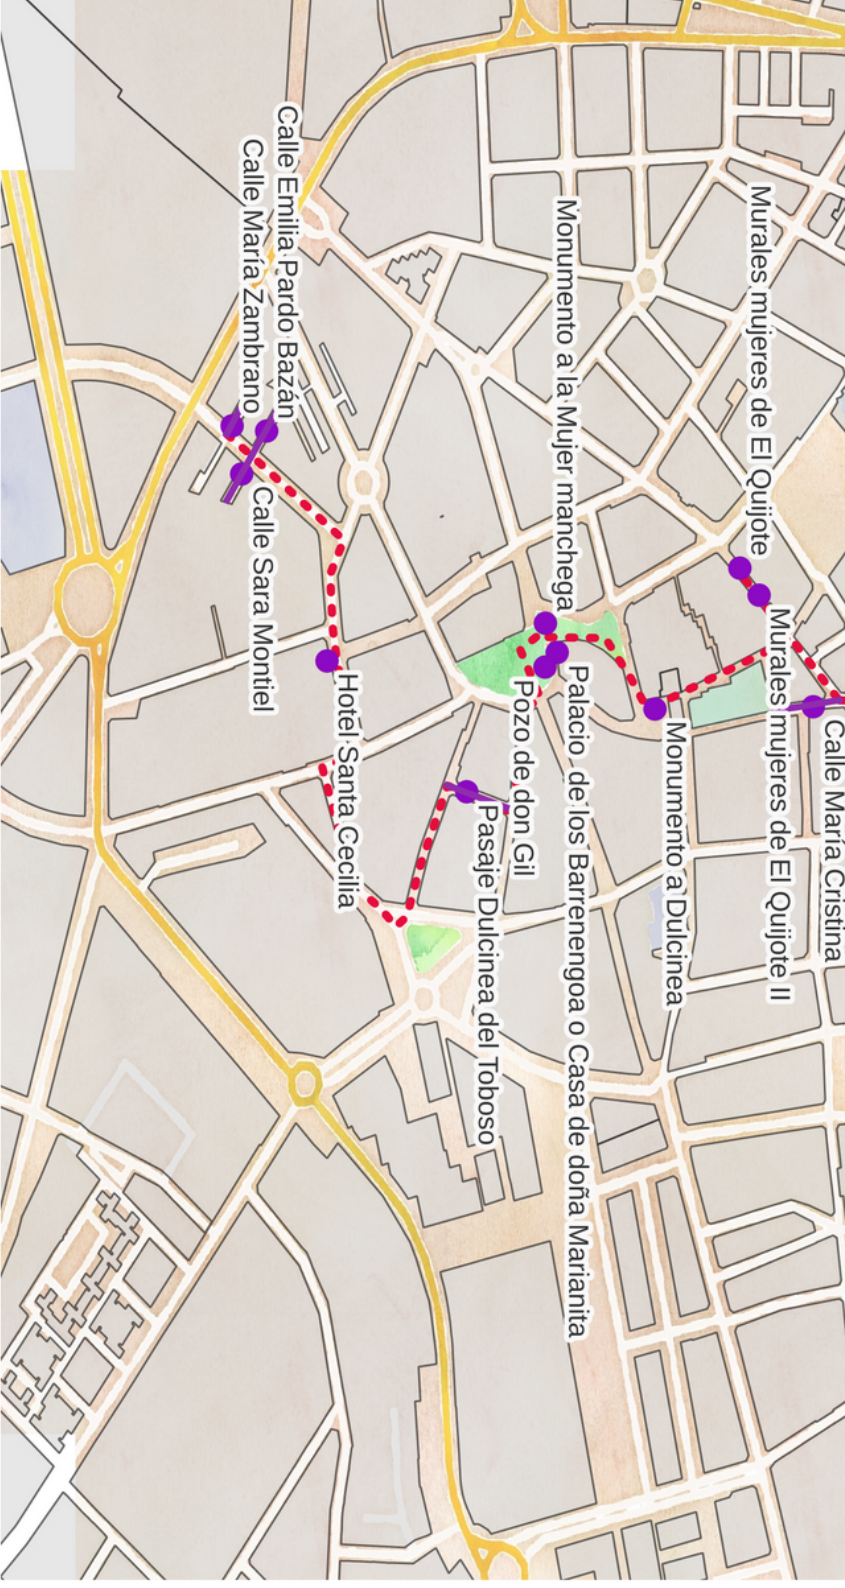 Calle María Cristina
Murales mujeres de El Quijote II
Murales mujeres de El Quijote
Monumento a Dulcinea
Palacio de los Barrenengoa o Casa de doña Marianita
Monumento a la Mujer manchega
Pozo de don Gil
Pasaje Dulcinea del Toboso
Hotel Santa Cecilia
Calle Emilia Pardo Bazán
Calle Sara Montiel
Calle María Zambrano